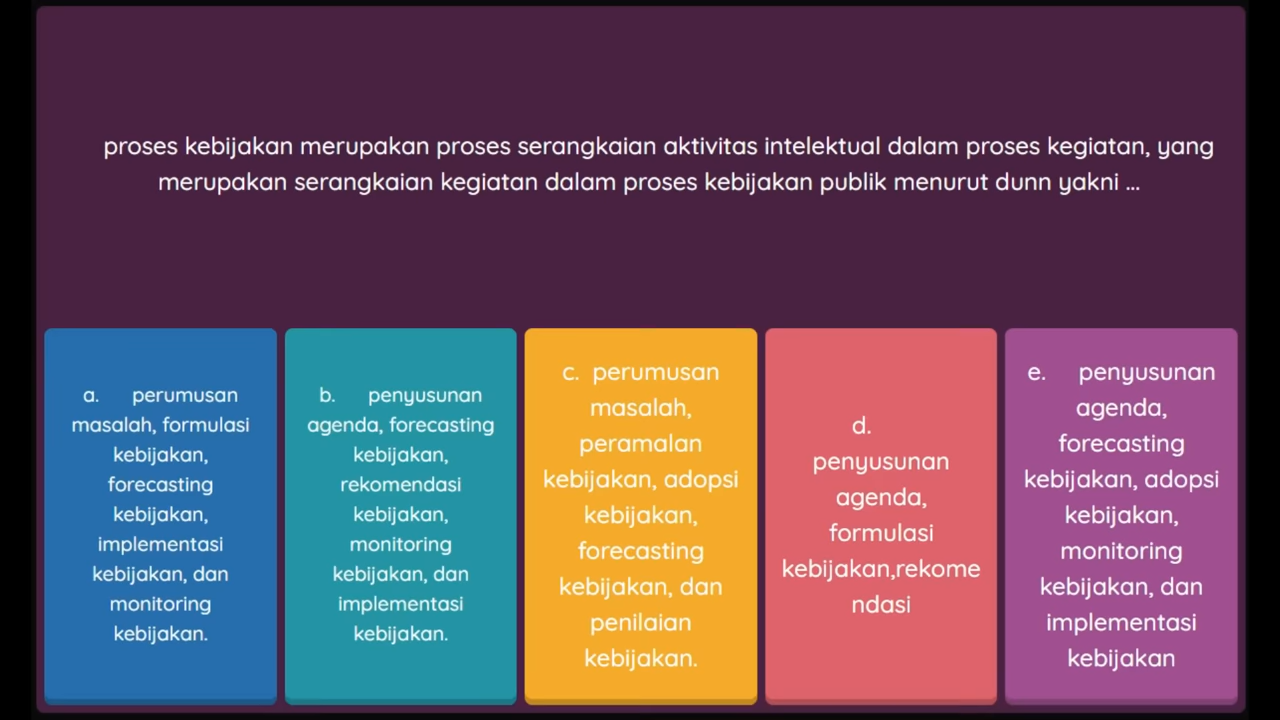 proses kebijakan merupakan proses serangkaian aktivitas intelektual dalam proses kegiatan, yang
merupakan serangkaian kegiatan dalam proses kebijakan publik menurut dunn yakni ...
a. perumusan
masalah, formulasi
kebijakan,
forecasting
kebijakan,
implementasi
kebijakan, dan
monitoring
kebijakan.
b. penyusunan
agenda, forecasting
kebijakan,
rekomendasi
kebijakan,
monitoring
kebijakan, dan
implementasi
kebijakan.
c. perumusan
masalah,
peramalan
kebijakan, adopsi
kebijakan,
forecasting
kebijakan, dan
penilaian
kebijakan.
d.
penyusunan
agenda,
formulasi
kebijakan,rekome
ndasi
e. penyusunan
agenda,
forecasting
kebijakan, adopsi
kebijakan,
monitoring
kebijakan, dan
implementasi
kebijakan